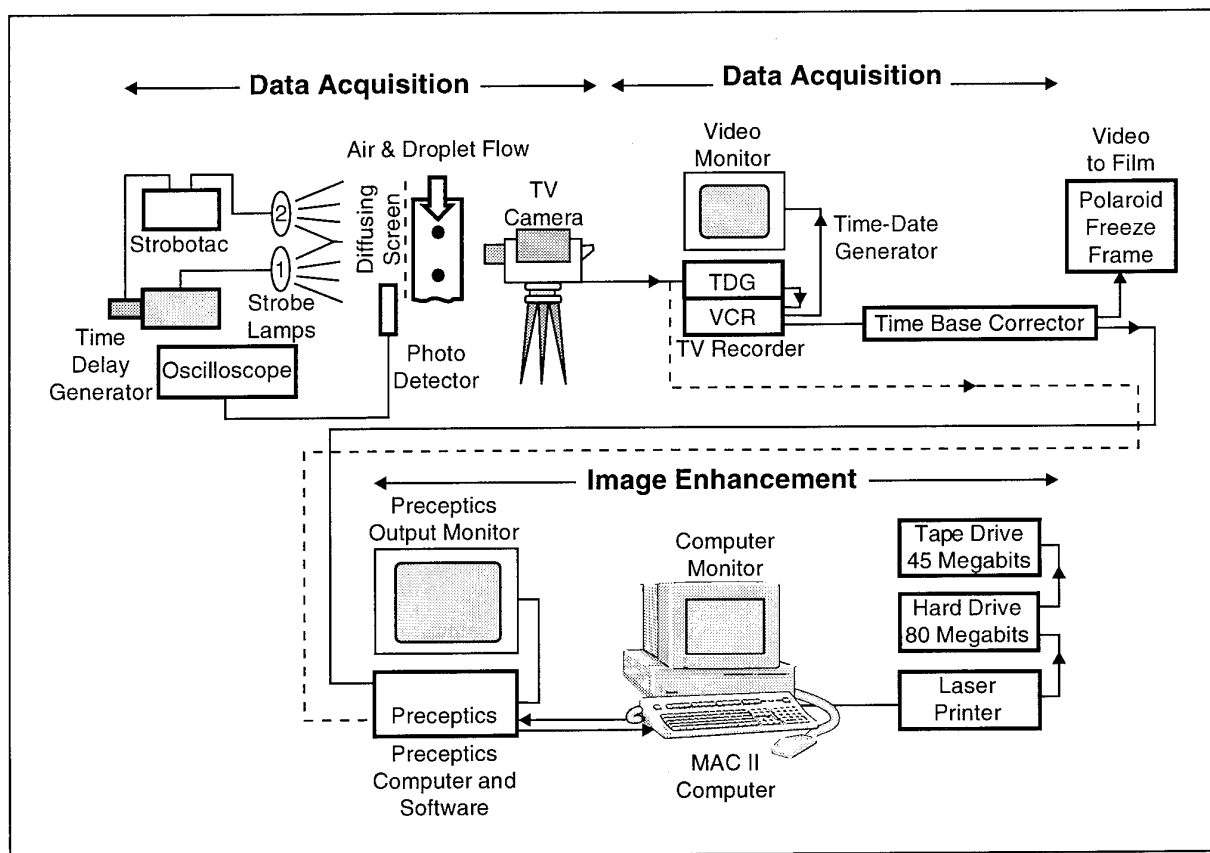 Data Acquisition
Data Acquisition
Air & Droplet Flow
Strobotac
2
1
Strobe
Lamps
Time
Delay
Generator
Oscilloscope
Diffusing
Screen
Photo
Detector
TV
Camera
Video
Monitor
Time-Date
Generator
TDG
VCR
TV Recorder
Time Base Corrector
Video
to Film
Polaroid
Freeze
Frame
Image Enhancement
Preceptics
Output Monitor
Preceptics
Preceptics
Computer and
Software
Computer
Monitor
MAC II
Computer
Tape Drive
45 Megabits
Hard Drive
80 Megabits
Laser
Printer